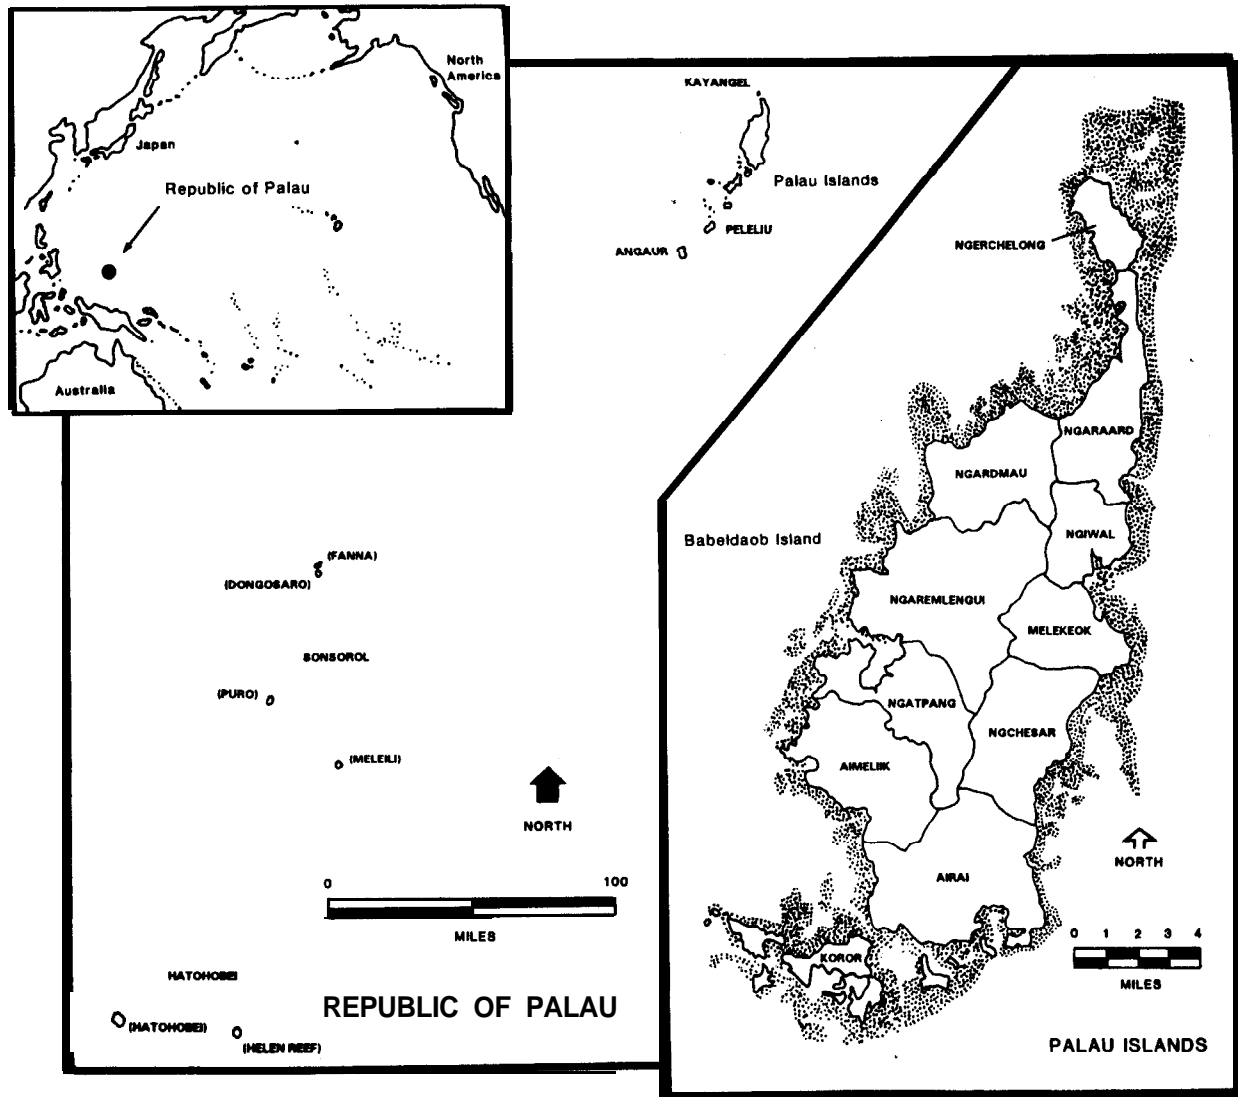 North
America
Japan
Republic of Palau
Australia
KAYANGEL
Palau Islands
PELELIU
ANGAUR
(FANNA)
(DONGOSARO)
SONSOROL
(PURO)
(MELEILI)
NORTH
0 100
MILES
HATOHOBEI
(HATOHOBEI)
(HELEN REEF)
REPUBLIC OF PALAU
NGERCHELONG
NGARAARD
NGARDMAU
NGIWAL
Babeldaob Island
NGAREMLENGUI
MELEKEOK
NGATPANG
NGCHESAR
AIMELIIK
AIRAI
KOROR
NORTH
0 1 2 3 4
MILES
PALAU ISLANDS